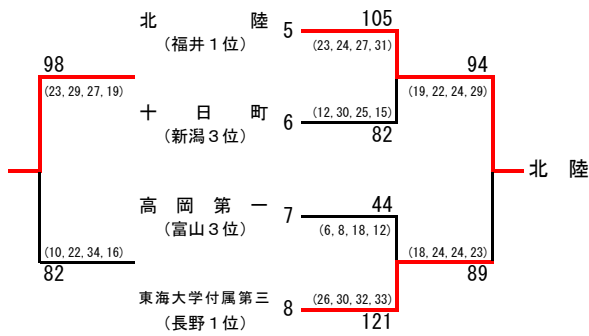 北 陸
(福井1位)
5
105
(23, 24, 27, 31)
98
(23, 29, 27, 19)
94
(19, 22, 24, 29)
十 日 町
(新潟3位)
6
(12, 30, 25, 15)
82
北 陸
高 岡 第 一
(富山3位)
7
44
(6, 8, 18, 12)
(10, 22, 34, 16)
82
(18, 24, 24, 23)
89
東海大学付属第三
(長野1位)
8
(26, 30, 32, 33)
121